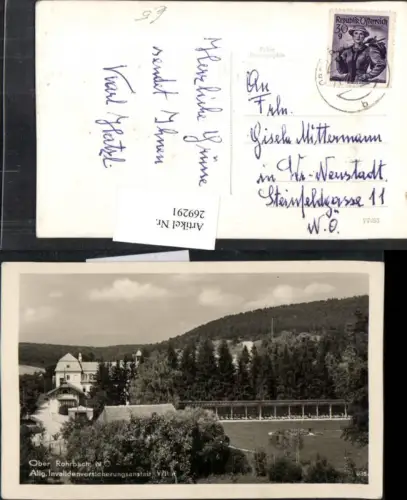 65
Herzliche Grüsse
sendet Ihnen
Karl Hatzl
Artikel Nr.
269291
Republik Österreich
30
An
Frln.
Gisela Mittermann
in Wr-Neustadt.
Steinfeldgasse 11
N.Ö.
Ober Rohrbach N.Ö.
Allg. Invalidenversicherungsanstalt